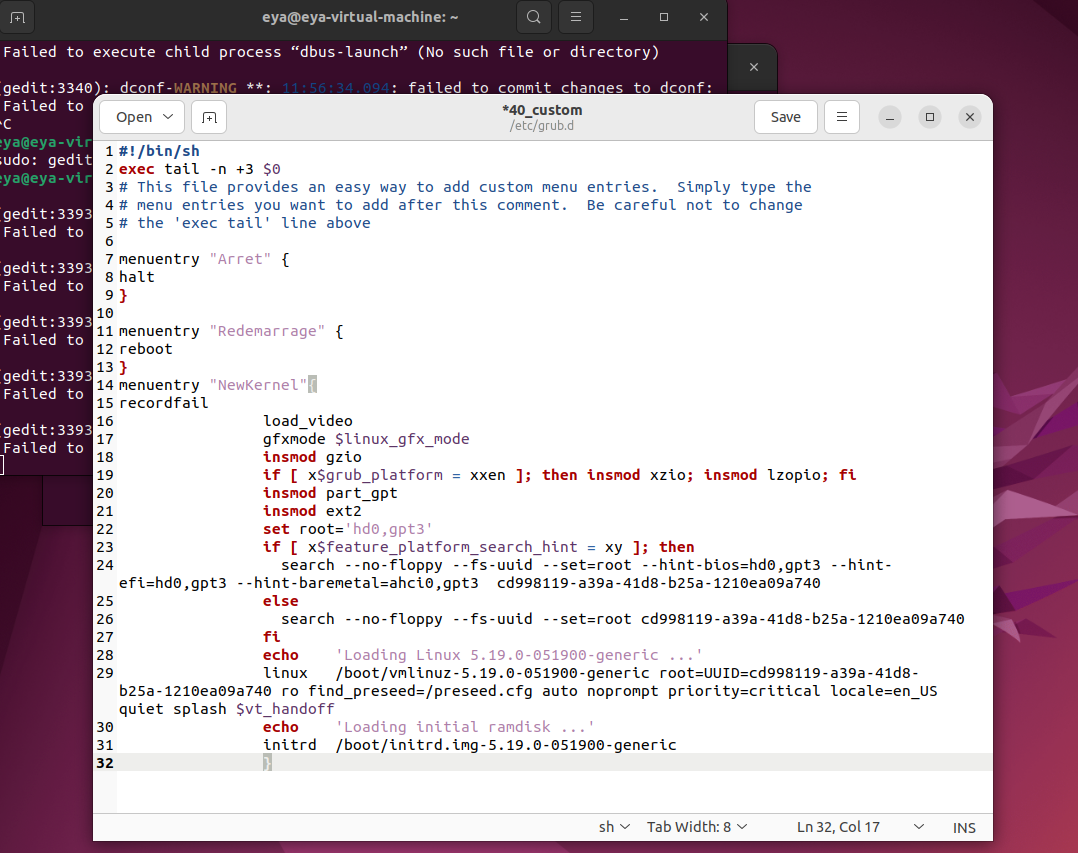 eya@eya-virtual-machine: ~
Failed to execute child process “dbus-launch” (No such file or directory)
(gedit:3340): dconf-WARNING **: 11:56:34.094: failed to commit changes to dconf:
Failed to
^C
eya@eya-vir
sudo: gedit
eya@eya-vir
(gedit:3393
Failed to
(gedit:3393
Failed to
(gedit:3393
Failed to
(gedit:3393
Failed to
(gedit:3393
Failed to
Open
*40_custom
/etc/grub.d
Save
1 #!/bin/sh
2 exec tail -n +3 $0
3 # This file provides an easy way to add custom menu entries.  Simply type the
4 # menu entries you want to add after this comment.  Be careful not to change
5 # the 'exec tail' line above
6
7 menuentry "Arret" {
8 halt
9 }
10
11 menuentry "Redemarrage" {
12 reboot
13 }
14 menuentry "NewKernel"{
15 recordfail
16 load_video
17 gfxmode $linux_gfx_mode
18 insmod gzio
19 if [ x$grub_platform = xxen ]; then insmod xzio; insmod lzopio; fi
20 insmod part_gpt
21 insmod ext2
22 set root='hd0,gpt3'
23 if [ x$feature_platform_search_hint = xy ]; then
24 search --no-floppy --fs-uuid --set=root --hint-bios=hd0,gpt3 --hint-
efi=hd0,gpt3 --hint-baremetal=ahci0,gpt3  cd998119-a39a-41d8-b25a-1210ea09a740
25 else
26 search --no-floppy --fs-uuid --set=root cd998119-a39a-41d8-b25a-1210ea09a740
27 fi
28 echo    'Loading Linux 5.19.0-051900-generic ...'
29 linux   /boot/vmlinuz-5.19.0-051900-generic root=UUID=cd998119-a39a-41d8-
b25a-1210ea09a740 ro find_preseed=/preseed.cfg auto noprompt priority=critical locale=en_US
quiet splash $vt_handoff
30 echo    'Loading initial ramdisk ...'
31 initrd  /boot/initrd.img-5.19.0-051900-generic
32 }
sh
Tab Width: 8
Ln 32, Col 17
INS